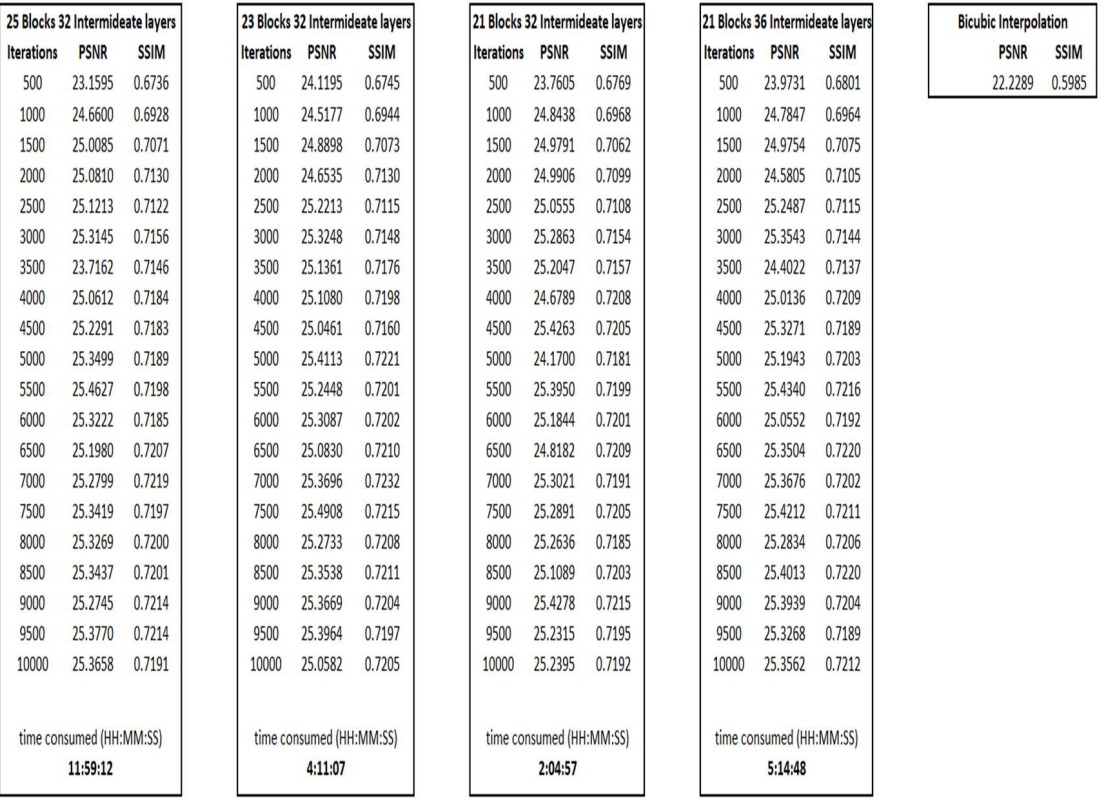 25 Blocks 32 Intermideate layers
Iterations PSNR SSIM
500 23.1595 0.6736
1000 24.6600 0.6928
1500 25.0085 0.7071
2000 25.0810 0.7130
2500 25.1213 0.7122
3000 25.3145 0.7156
3500 23.7162 0.7146
4000 25.0612 0.7184
4500 25.2291 0.7183
5000 25.3499 0.7189
5500 25.4627 0.7198
6000 25.3222 0.7185
6500 25.1980 0.7207
7000 25.2799 0.7219
7500 25.3419 0.7197
8000 25.3269 0.7200
8500 25.3437 0.7201
9000 25.2745 0.7214
9500 25.3770 0.7214
10000 25.3658 0.7191
time consumed (HH:MM:SS)
11:59:12
23 Blocks 32 Intermideate layers
Iterations PSNR SSIM
500 24.1195 0.6745
1000 24.5177 0.6944
1500 24.8898 0.7073
2000 24.6535 0.7130
2500 25.2213 0.7115
3000 25.3248 0.7148
3500 25.1361 0.7176
4000 25.1080 0.7198
4500 25.0461 0.7160
5000 25.4113 0.7221
5500 25.2448 0.7201
6000 25.3087 0.7202
6500 25.0830 0.7210
7000 25.3696 0.7232
7500 25.4908 0.7215
8000 25.2733 0.7208
8500 25.3538 0.7211
9000 25.3669 0.7204
9500 25.3964 0.7197
10000 25.0582 0.7205
time consumed (HH:MM:SS)
4:11:07
21 Blocks 32 Intermideate layers
Iterations PSNR SSIM
500 23.7605 0.6769
1000 24.8438 0.6968
1500 24.9791 0.7062
2000 24.9906 0.7099
2500 25.0555 0.7108
3000 25.2863 0.7154
3500 25.2047 0.7157
4000 24.6789 0.7208
4500 25.4263 0.7205
5000 24.1700 0.7181
5500 25.3950 0.7199
6000 25.1844 0.7201
6500 24.8182 0.7209
7000 25.3021 0.7191
7500 25.2891 0.7205
8000 25.2636 0.7185
8500 25.1089 0.7203
9000 25.4278 0.7215
9500 25.2315 0.7195
10000 25.2395 0.7192
time consumed (HH:MM:SS)
2:04:57
21 Blocks 36 Intermideate layers
Iterations PSNR SSIM
500 23.9731 0.6801
1000 24.7847 0.6964
1500 24.9754 0.7075
2000 24.5805 0.7105
2500 25.2487 0.7115
3000 25.3543 0.7144
3500 24.4022 0.7137
4000 25.0136 0.7209
4500 25.3271 0.7189
5000 25.1943 0.7203
5500 25.4340 0.7216
6000 25.0552 0.7192
6500 25.3504 0.7220
7000 25.3676 0.7202
7500 25.4212 0.7211
8000 25.2834 0.7206
8500 25.4013 0.7220
9000 25.3939 0.7204
9500 25.3268 0.7189
10000 25.3562 0.7212
time consumed (HH:MM:SS)
5:14:48
Bicubic Interpolation
PSNR SSIM
22.2289 0.5985